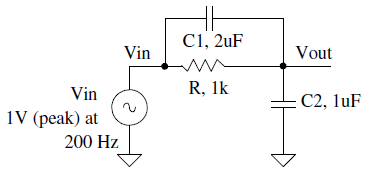 C1, 2uF
Vin
Vout
R, 1k
Vin
1V (peak) at
200 Hz
C2, 1uF